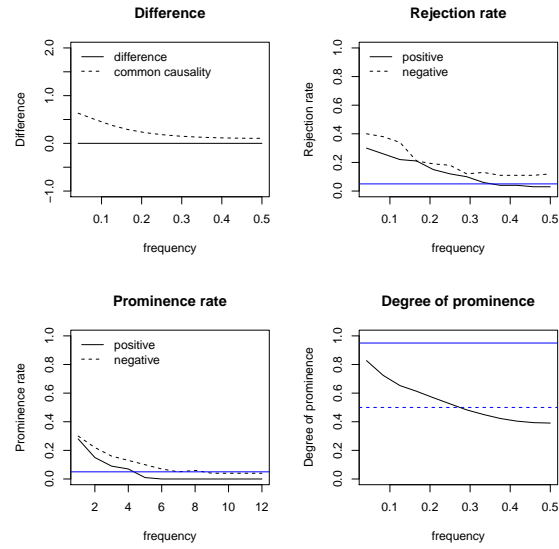 Difference
Difference
2.0
1.0
0.0
−1.0
difference
common causality
0.1 0.2 0.3 0.4 0.5
frequency
Rejection rate
Rejection rate
1.0
0.8
0.6
0.4
0.2
0.0
positive
negative
0.1 0.2 0.3 0.4 0.5
frequency
Prominence rate
Prominence rate
1.0
0.8
0.6
0.4
0.2
0.0
positive
negative
2 4 6 8 10 12
frequency
Degree of prominence
Degree of prominence
1.0
0.8
0.6
0.4
0.2
0.0
0.1 0.2 0.3 0.4 0.5
frequency